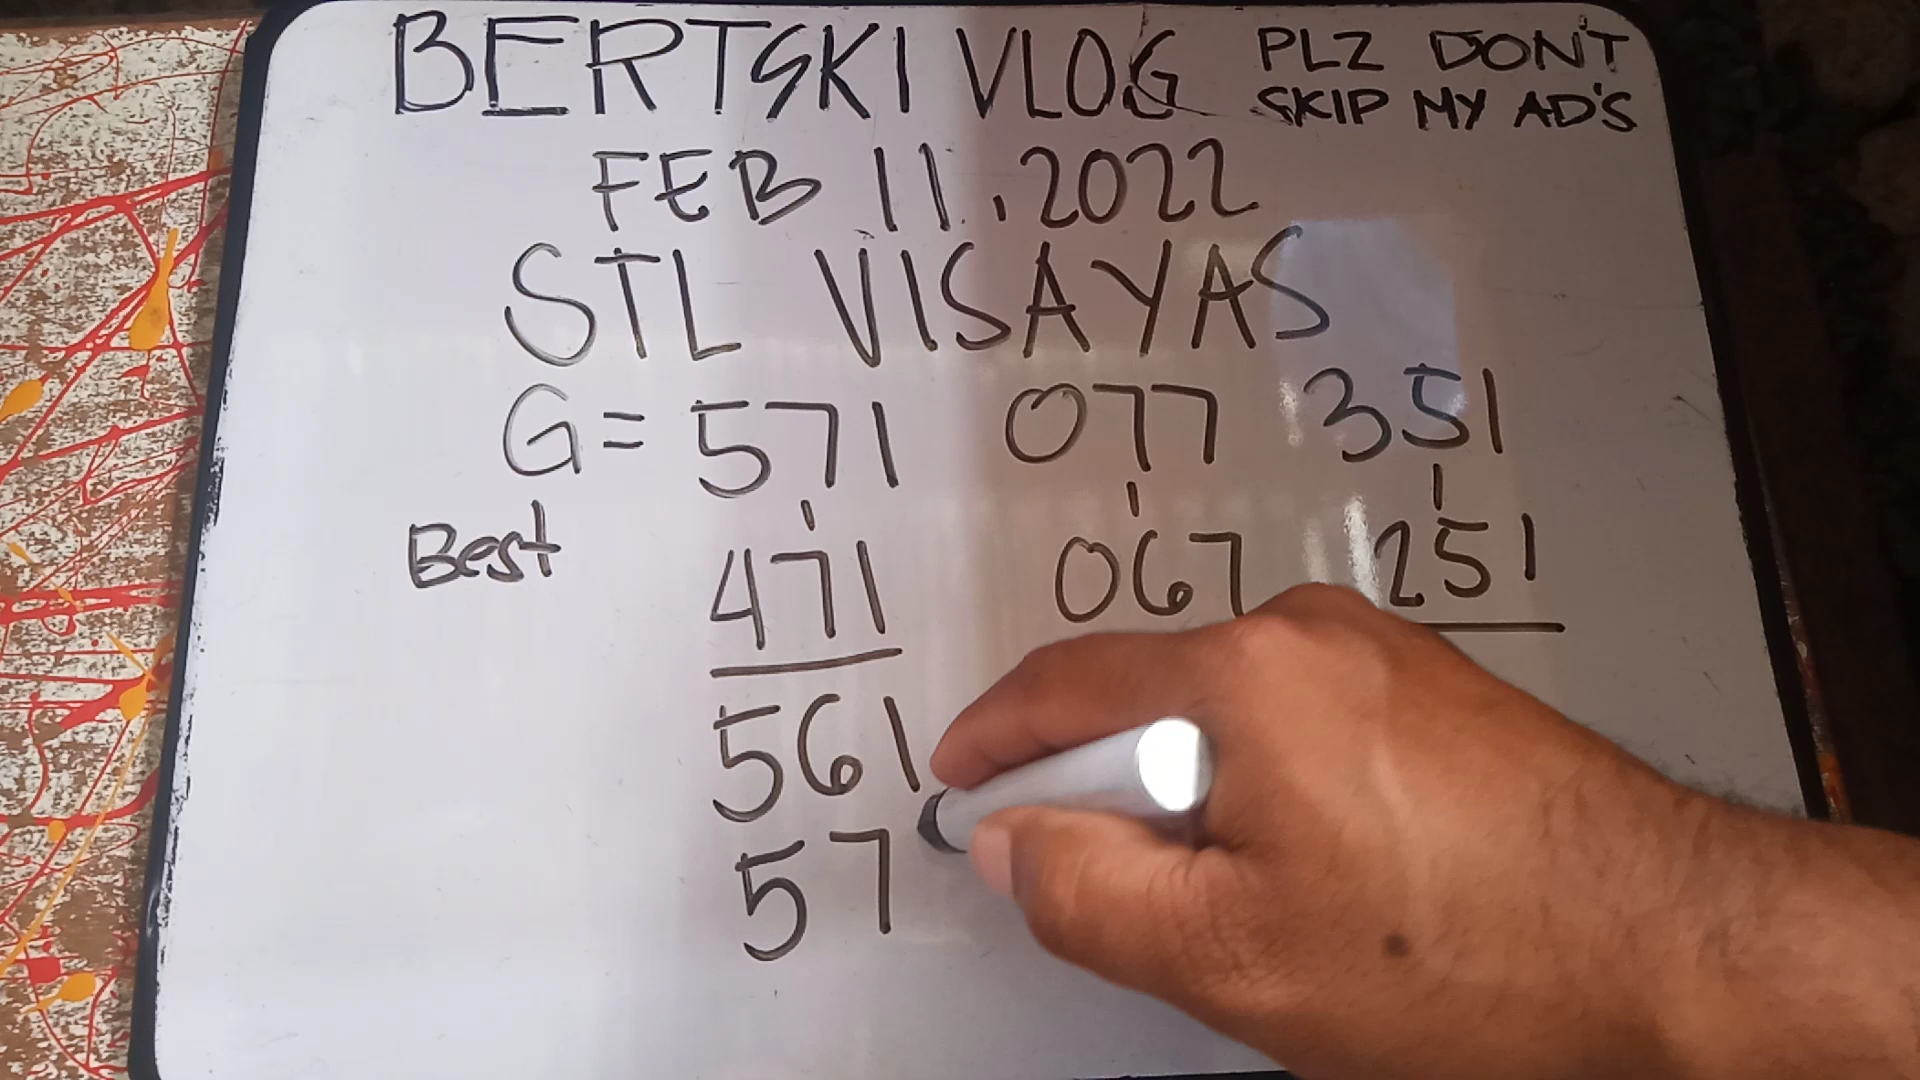 BERTSKI VLOG PLZ DON'T
SKIP MY AD'S
FEB 11, 2022
STL VISAYAS
G= 571 077 351
Best 471 067 251
561
57